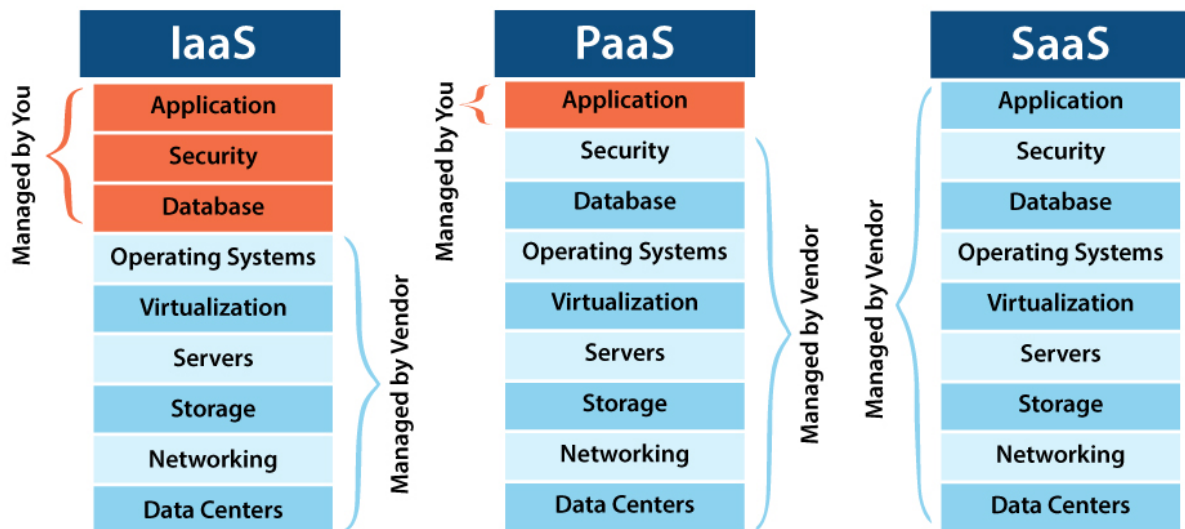 IaaS
Managed by You
Application
Security
Database
Operating Systems
Virtualization
Servers
Storage
Networking
Data Centers
Managed by Vendor
PaaS
Managed by You
Application
Security
Database
Operating Systems
Virtualization
Servers
Storage
Networking
Data Centers
Managed by Vendor
SaaS
Managed by Vendor
Application
Security
Database
Operating Systems
Virtualization
Servers
Storage
Networking
Data Centers